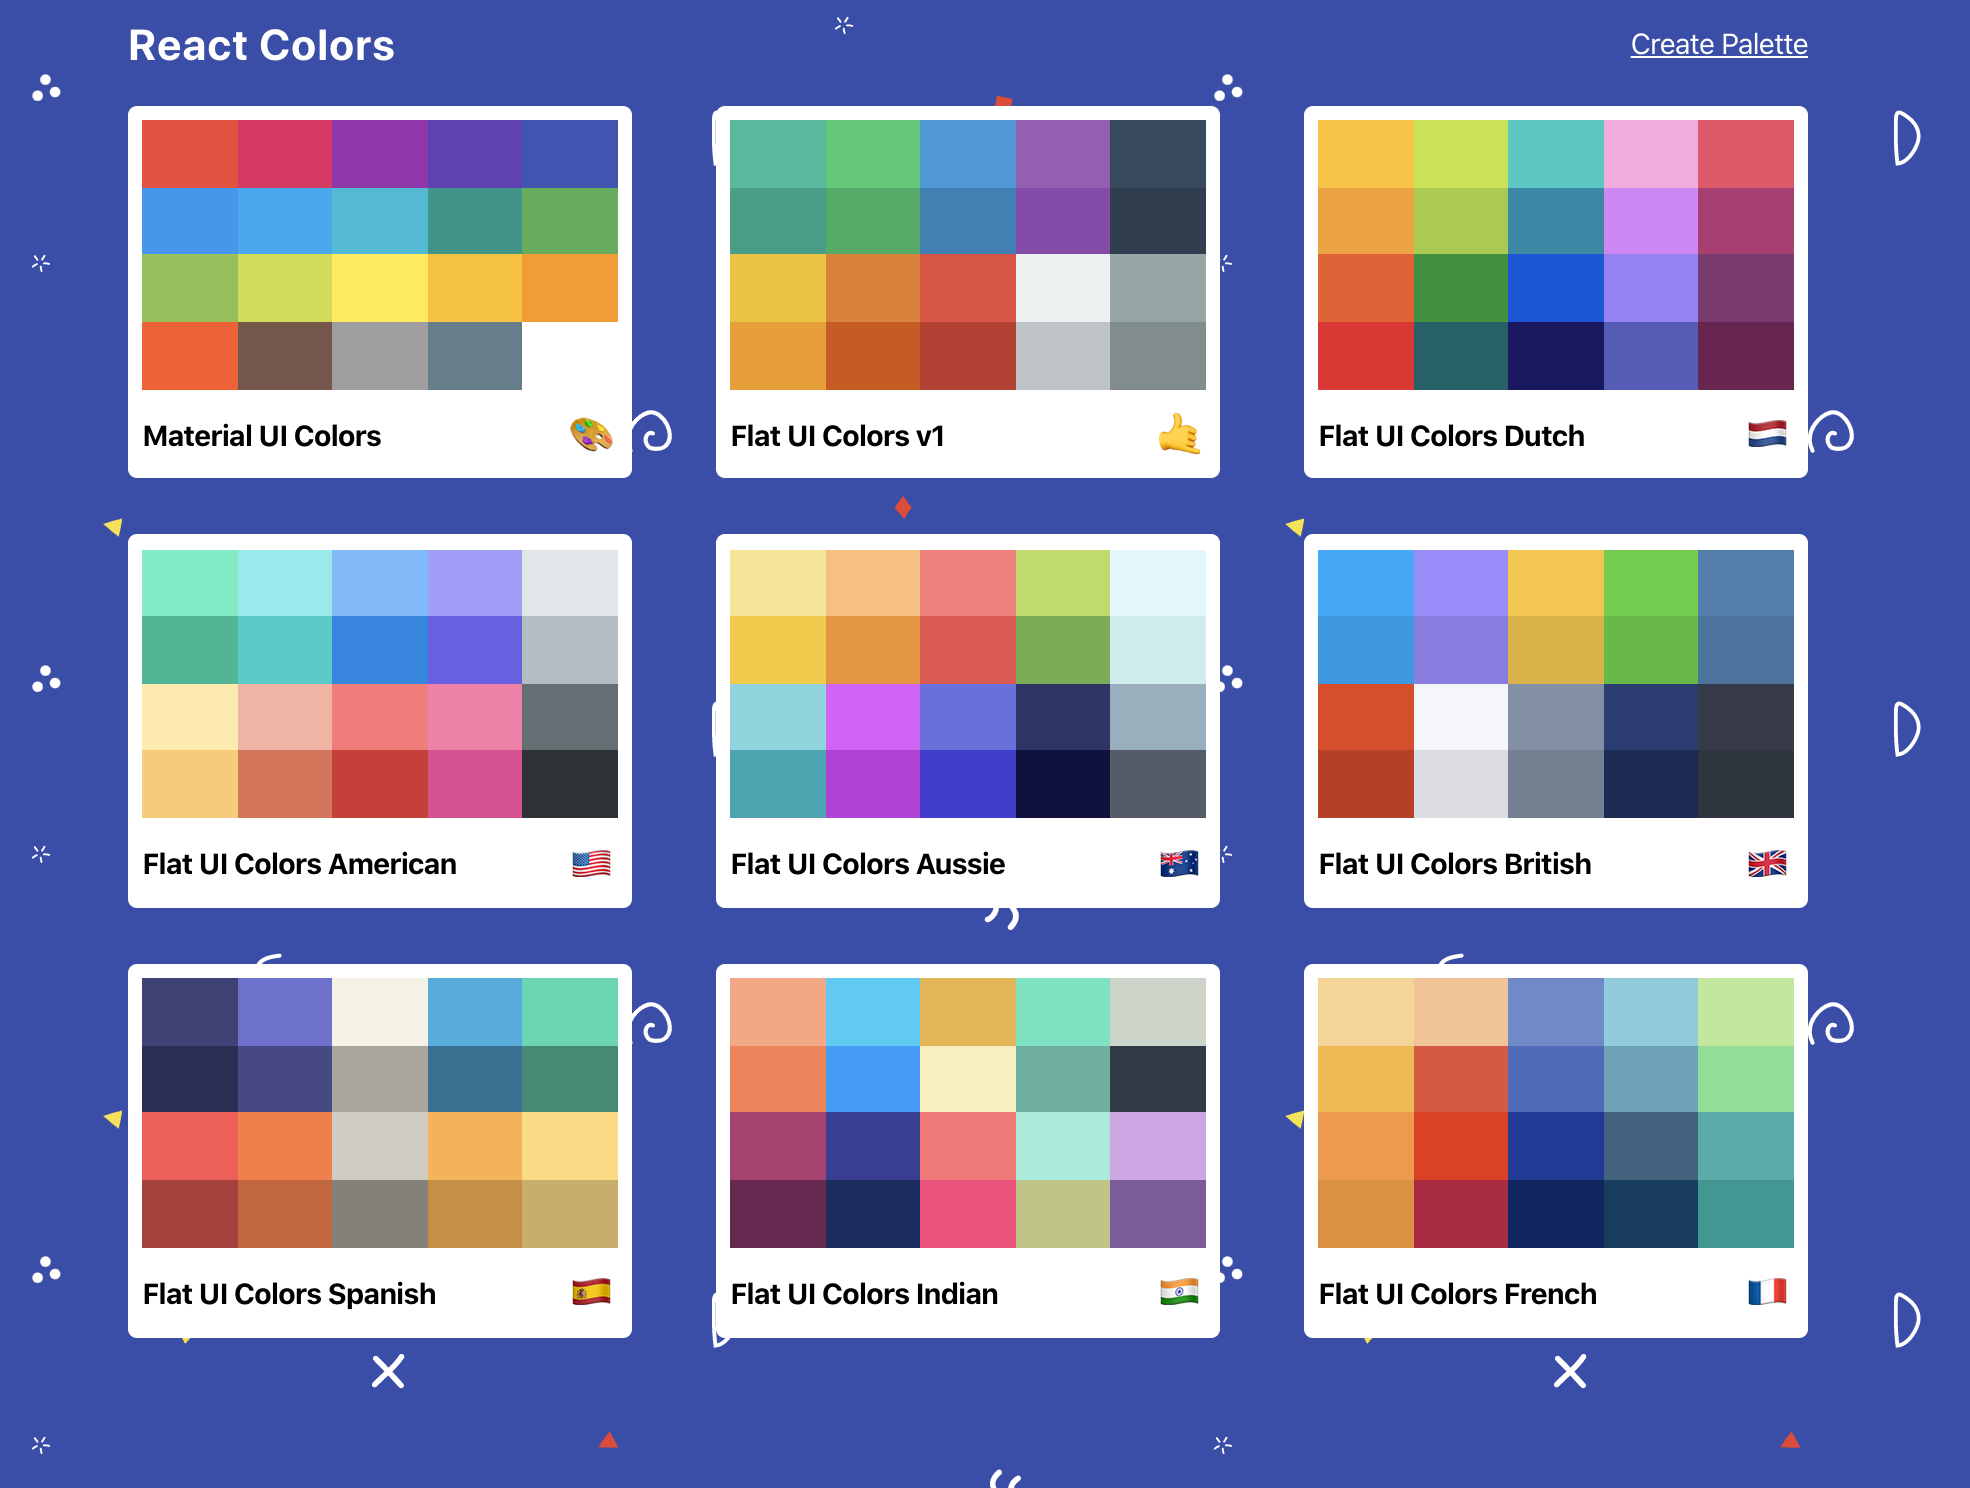 React Colors
Create Palette
Material UI Colors
Flat UI Colors v1
Flat UI Colors Dutch
Flat UI Colors American
Flat UI Colors Aussie
Flat UI Colors British
Flat UI Colors Spanish
Flat UI Colors Indian
Flat UI Colors French